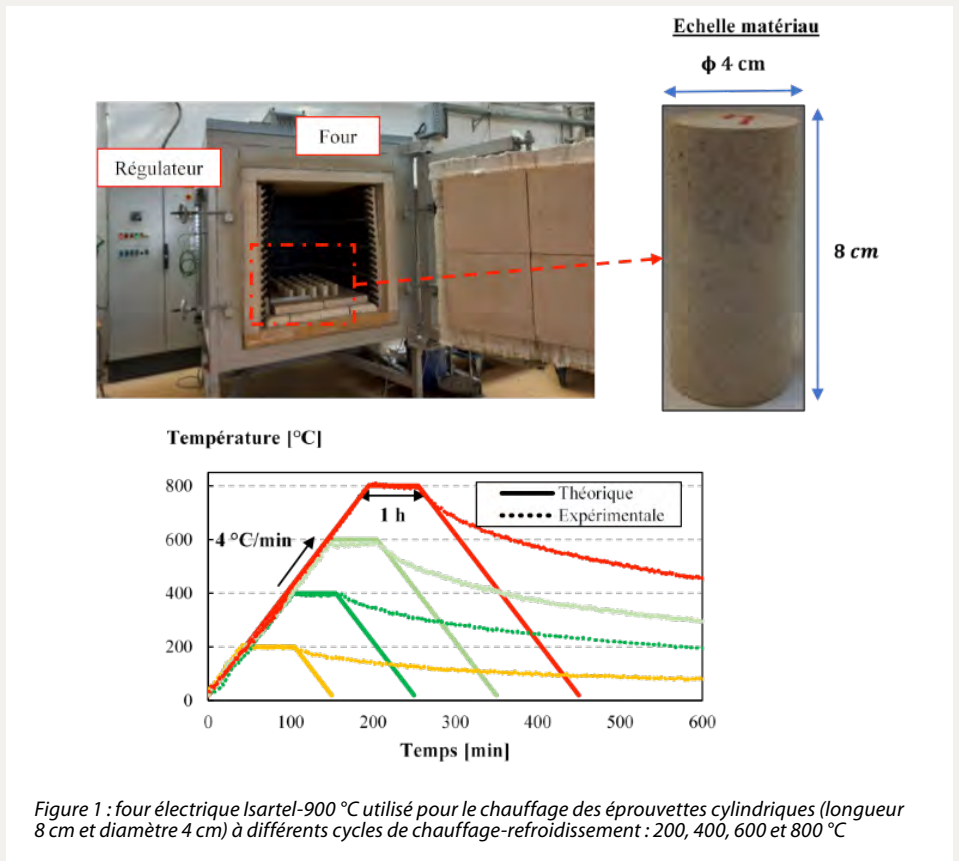 Echelle matériau
ϕ 4 cm
Four
Régulateur
8 cm
Température [°C]
800
600
400
200
0
4 °C/min
1 h
Théorique
Expérimentale
0 100 200 300 400 500 600
Temps [min]
Figure 1 : four électrique Isartel-900 °C utilisé pour le chauffage des éprouvettes cylindriques (longueur
8 cm et diamètre 4 cm) à différents cycles de chauffage-refroidissement : 200, 400, 600 et 800 °C